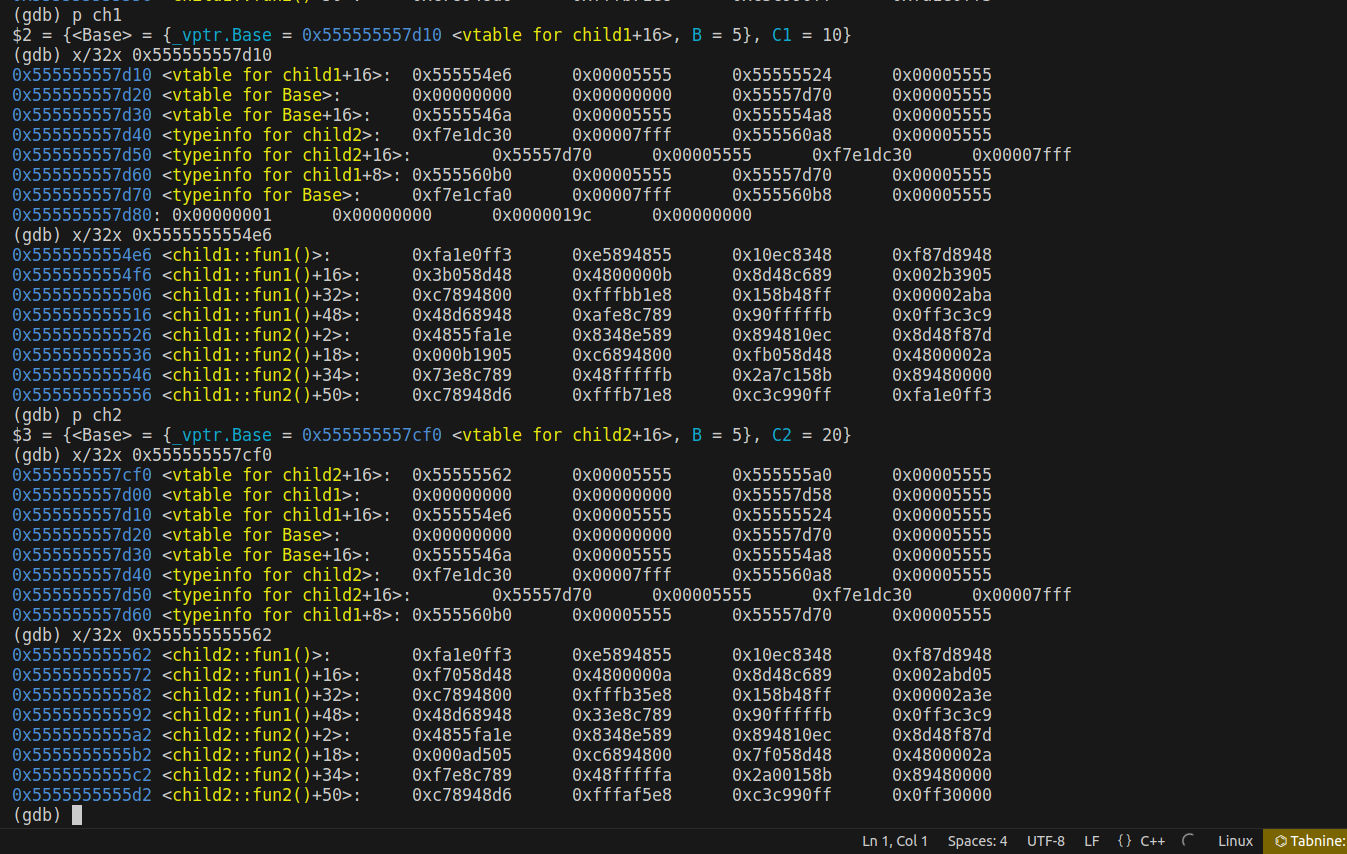 (gdb) p ch1
$2 = {<Base> = {_vptr.Base = 0x555555557d10 <vtable for child1+16>, B = 5}, C1 = 10}
(gdb) x/32x 0x555555557d10
0x555555557d10 <vtable for child1+16>: 0x555554e6 0x00005555 0x55555524 0x00005555
0x555555557d20 <vtable for Base>: 0x00000000 0x00000000 0x55557d70 0x00005555
0x555555557d30 <vtable for Base+16>: 0x5555546a 0x00005555 0x555554a8 0x00005555
0x555555557d40 <typeinfo for child2>: 0xf7e1dc30 0x00007fff 0x555560a8 0x00005555
0x555555557d50 <typeinfo for child2+16>: 0x55557d70 0x00005555 0xf7e1dc30 0x00007fff
0x555555557d60 <typeinfo for child1+8>: 0x555560b0 0x00005555 0x55557d70 0x00005555
0x555555557d70 <typeinfo for Base>: 0xf7e1cfa0 0x00007fff 0x555560b8 0x00005555
0x555555557d80: 0x00000001 0x00000000 0x0000019c 0x00000000
(gdb) x/32x 0x5555555554e6
0x5555555554e6 <child1::fun1()>: 0xfa1e0ff3 0xe5894855 0x10ec8348 0xf87d8948
0x5555555554f6 <child1::fun1()+16>: 0x3b058d48 0x4800000b 0x8d48c689 0x002b3905
0x555555555506 <child1::fun1()+32>: 0xc7894800 0xfffbb1e8 0x158b48ff 0x00002aba
0x555555555516 <child1::fun1()+48>: 0x48d68948 0xafe8c789 0x90fffffb 0x0ff3c3c9
0x555555555526 <child1::fun2()+2>: 0x4855fa1e 0x8348e589 0x894810ec 0x8d48f87d
0x555555555536 <child1::fun2()+18>: 0x000b1905 0xc6894800 0xfb058d48 0x4800002a
0x555555555546 <child1::fun2()+34>: 0x73e8c789 0x48fffffb 0x2a7c158b 0x89480000
0x555555555556 <child1::fun2()+50>: 0xc78948d6 0xfffb71e8 0xc3c990ff 0xfa1e0ff3
(gdb) p ch2
$3 = {<Base> = {_vptr.Base = 0x555555557cf0 <vtable for child2+16>, B = 5}, C2 = 20}
(gdb) x/32x 0x555555557cf0
0x555555557cf0 <vtable for child2+16>: 0x55555562 0x00005555 0x555555a0 0x00005555
0x555555557d00 <vtable for child1>: 0x00000000 0x00000000 0x55557d58 0x00005555
0x555555557d10 <vtable for child1+16>: 0x555554e6 0x00005555 0x55555524 0x00005555
0x555555557d20 <vtable for Base>: 0x00000000 0x00000000 0x55557d70 0x00005555
0x555555557d30 <vtable for Base+16>: 0x5555546a 0x00005555 0x555554a8 0x00005555
0x555555557d40 <typeinfo for child2>: 0xf7e1dc30 0x00007fff 0x555560a8 0x00005555
0x555555557d50 <typeinfo for child2+16>: 0x55557d70 0x00005555 0xf7e1dc30 0x00007fff
0x555555557d60 <typeinfo for child1+8>: 0x555560b0 0x00005555 0x55557d70 0x00005555
(gdb) x/32x 0x555555555562
0x555555555562 <child2::fun1()>: 0xfa1e0ff3 0xe5894855 0x10ec8348 0xf87d8948
0x555555555572 <child2::fun1()+16>: 0xf7058d48 0x4800000a 0x8d48c689 0x002abd05
0x555555555582 <child2::fun1()+32>: 0xc7894800 0xfffb35e8 0x158b48ff 0x00002a3e
0x555555555592 <child2::fun1()+48>: 0x48d68948 0x33e8c789 0x90fffffb 0x0ff3c3c9
0x5555555555a2 <child2::fun2()+2>: 0x4855fa1e 0x8348e589 0x894810ec 0x8d48f87d
0x5555555555b2 <child2::fun2()+18>: 0x000ad505 0xc6894800 0x7f058d48 0x4800002a
0x5555555555c2 <child2::fun2()+34>: 0xf7e8c789 0x48fffffa 0x2a00158b 0x89480000
0x5555555555d2 <child2::fun2()+50>: 0xc78948d6 0xfffaf5e8 0xc3c990ff 0x0ff30000
(gdb)
Ln 1, Col 1 Spaces: 4 UTF-8 LF {} C++ Linux Tabnine: